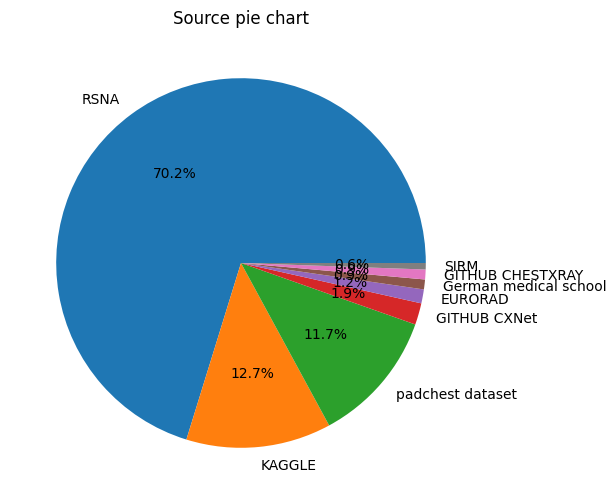 Source pie chart
RSNA
70.2%
0.6%
SIRM
GITHUB CHESTXRAY
German medical school
1.2%
EURORAD
1.9%
GITHUB CXNet
11.7%
padchest dataset
12.7%
KAGGLE